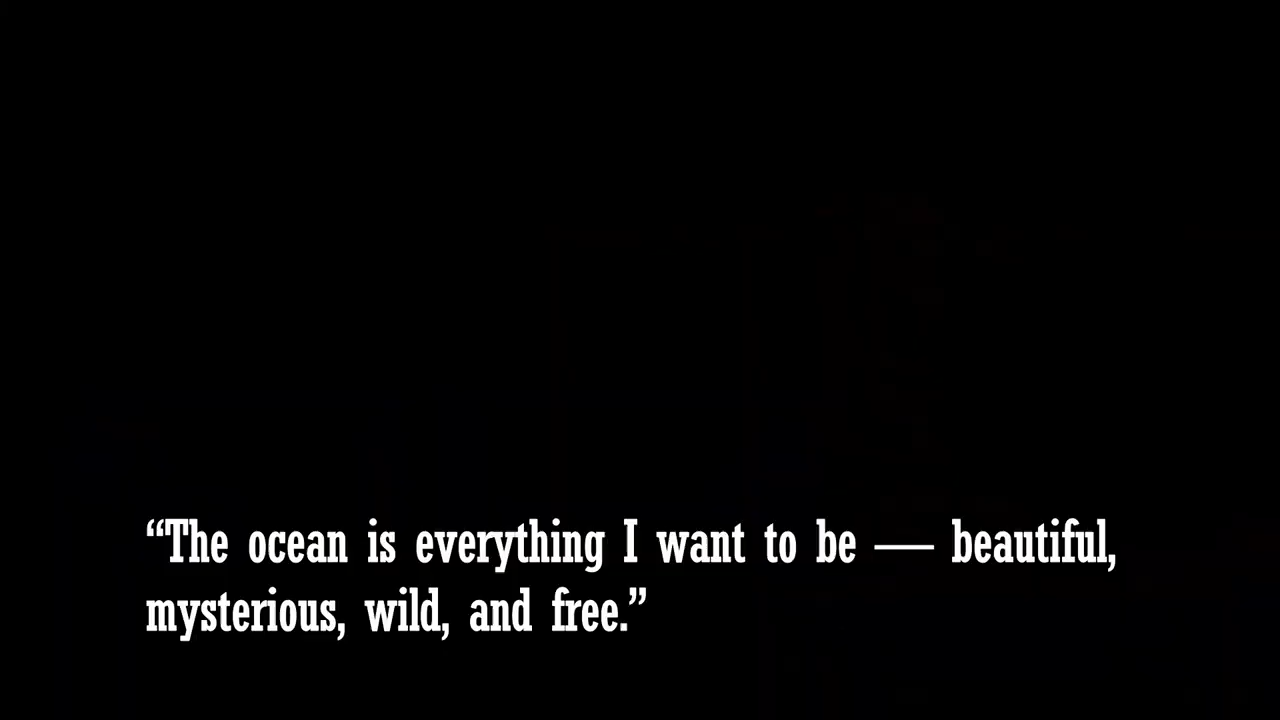 “The ocean is everything I want to be — beautiful,
mysterious, wild, and free.”